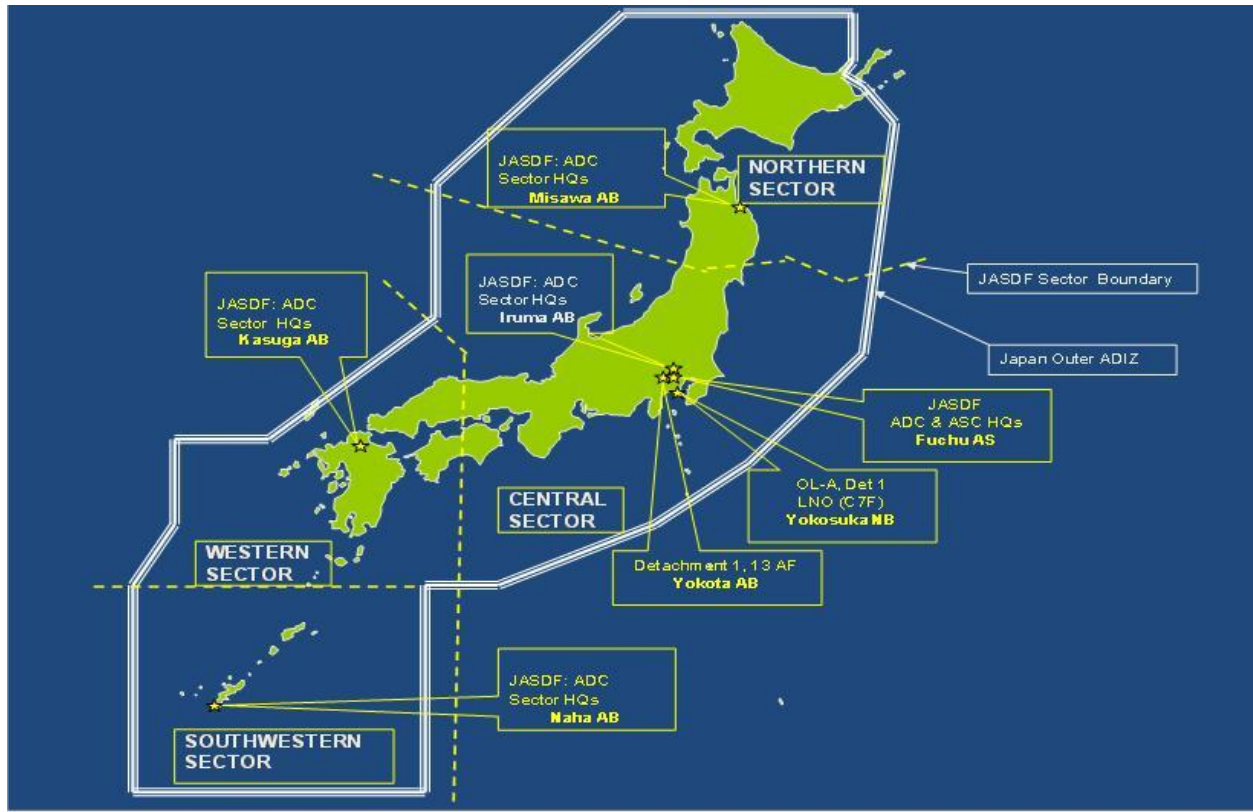 JASDF: ADC
Sector HQs
Misawa AB
NORTHERN
SECTOR
JASDF: ADC
Sector HQs
Iruma AB
JASDF Sector Boundary
JASDF: ADC
Sector HQs
Kasuga AB
Japan Outer ADIZ
JASDF
ADC & ASC HQs
Fuchu AS
OL-A, Det 1
LNO (C7F)
Yokosuka NB
CENTRAL
SECTOR
WESTERN
SECTOR
Detachment 1, 13 AF
Yokota AB
JASDF: ADC
Sector HQs
Naha AB
SOUTHWESTERN
SECTOR